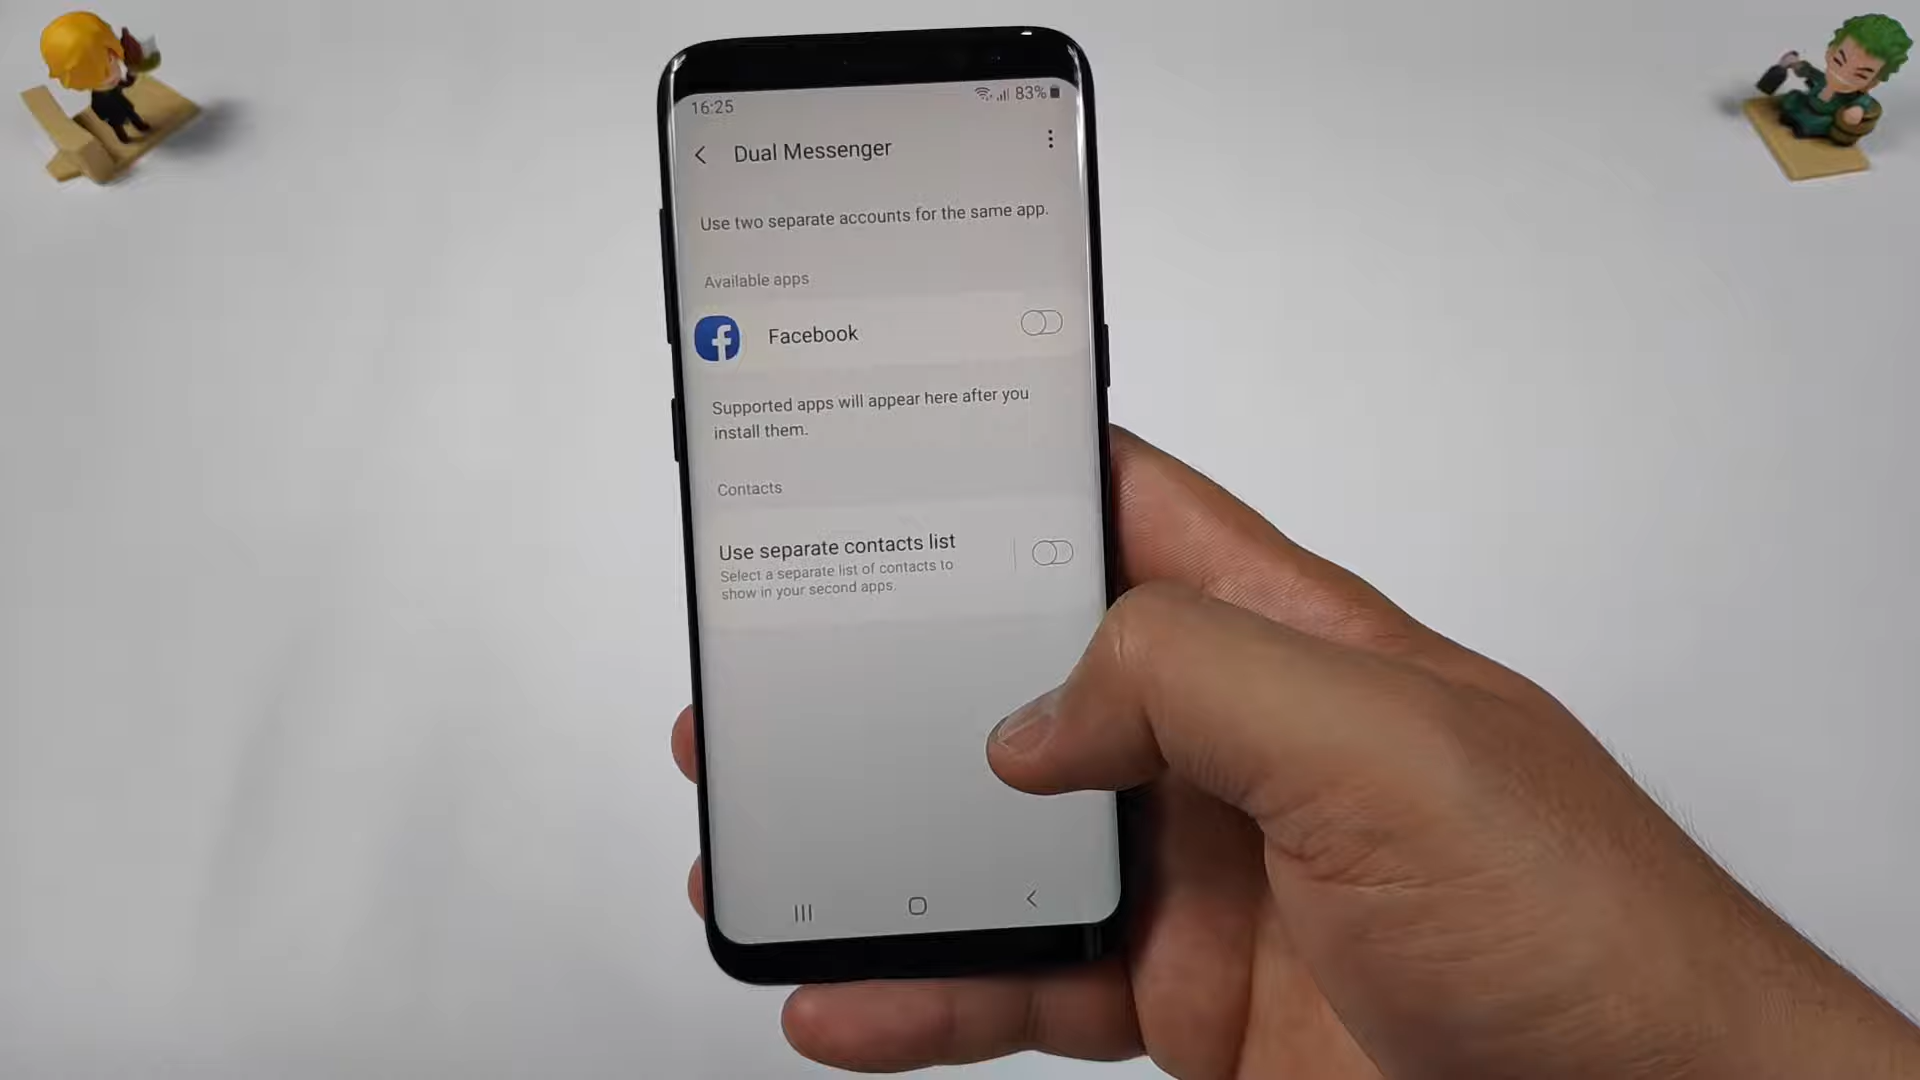 16:25
83%
Dual Messenger
Use two separate accounts for the same app.
Available apps
Facebook
Supported apps will appear here after you
install them.
Contacts
Use separate contacts list
Select a separate list of contacts to
show in your second apps.